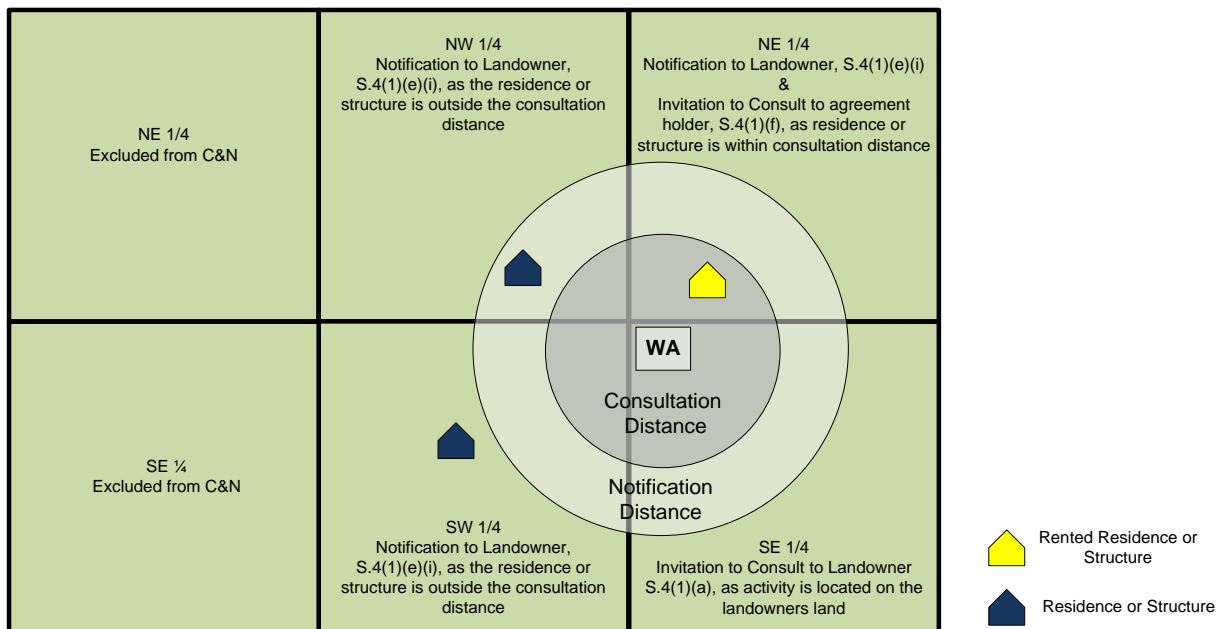 NE 1/4
Excluded from C&N
NW 1/4
Notification to Landowner,
S.4(1)(e)(i), as the residence or
structure is outside the consultation
distance
NE 1/4
Notification to Landowner, S.4(1)(e)(i)
&
Invitation to Consult to agreement
holder, S.4(1)(f), as residence or
structure is within consultation distance
WA
Consultation
Distance
Notification
Distance
SE ¼
Excluded from C&N
SW 1/4
Notification to Landowner,
S.4(1)(e)(i), as the residence or
structure is outside the consultation
distance
SE 1/4
Invitation to Consult to Landowner
S.4(1)(a), as activity is located on the
landowners land
Rented Residence or
Structure
Residence or Structure